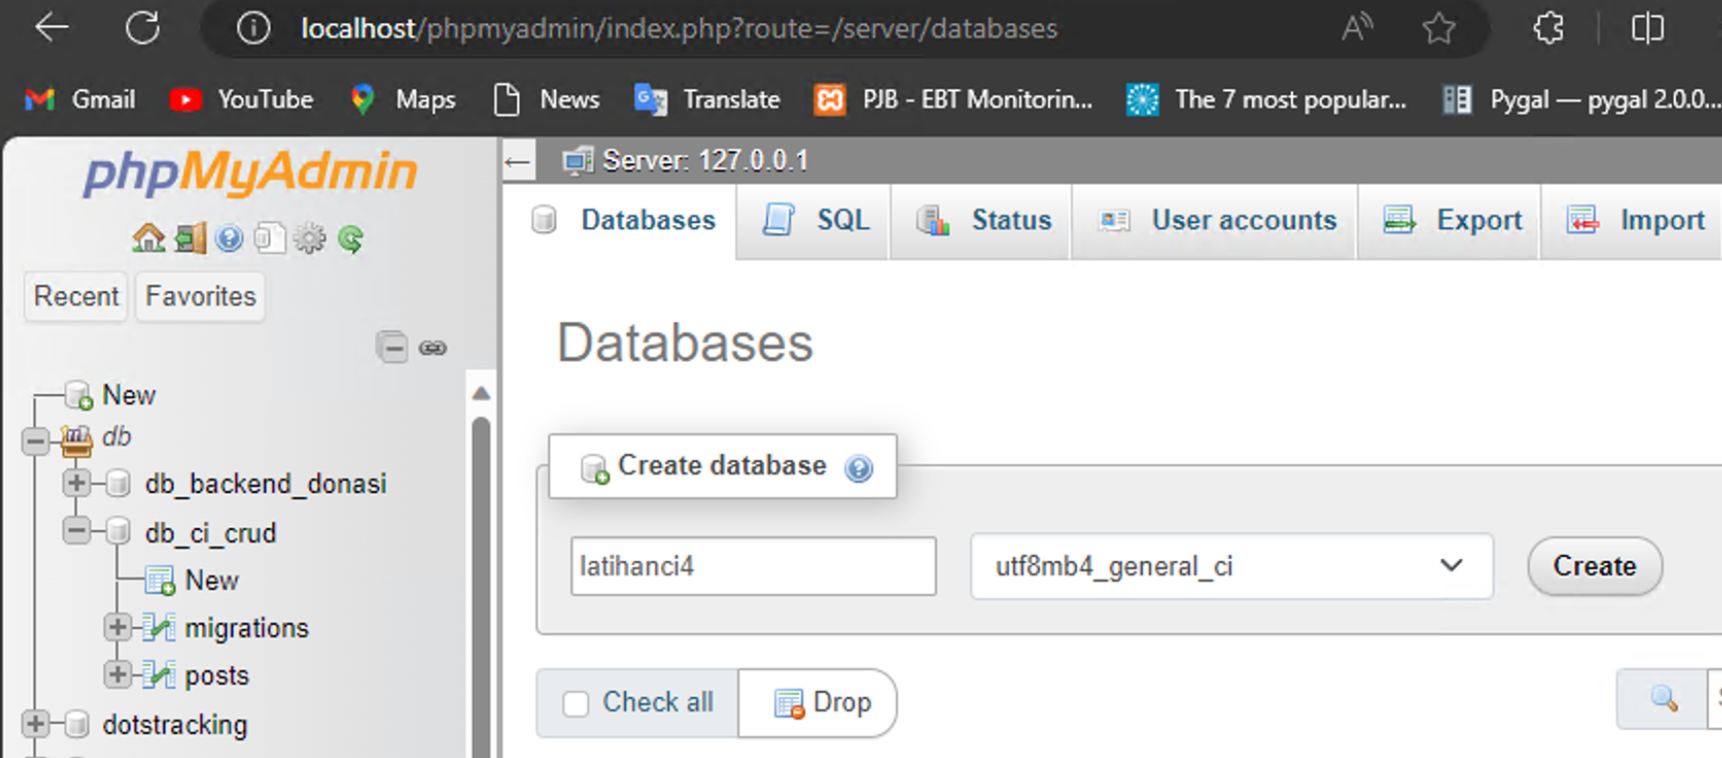 localhost/phpmyadmin/index.php?route=/server/databases
Gmail YouTube Maps News Translate PJB - EBT Monitorin... The 7 most popular... Pygal — pygal 2.0.0...
phpMyAdmin
Recent Favorites
New
db
db_backend_donasi
db_ci_crud
New
migrations
posts
dotstracking
Server: 127.0.0.1
Databases SQL Status User accounts Export Import
Databases
Create database
latihanci4 utf8mb4_general_ci Create
Check all Drop